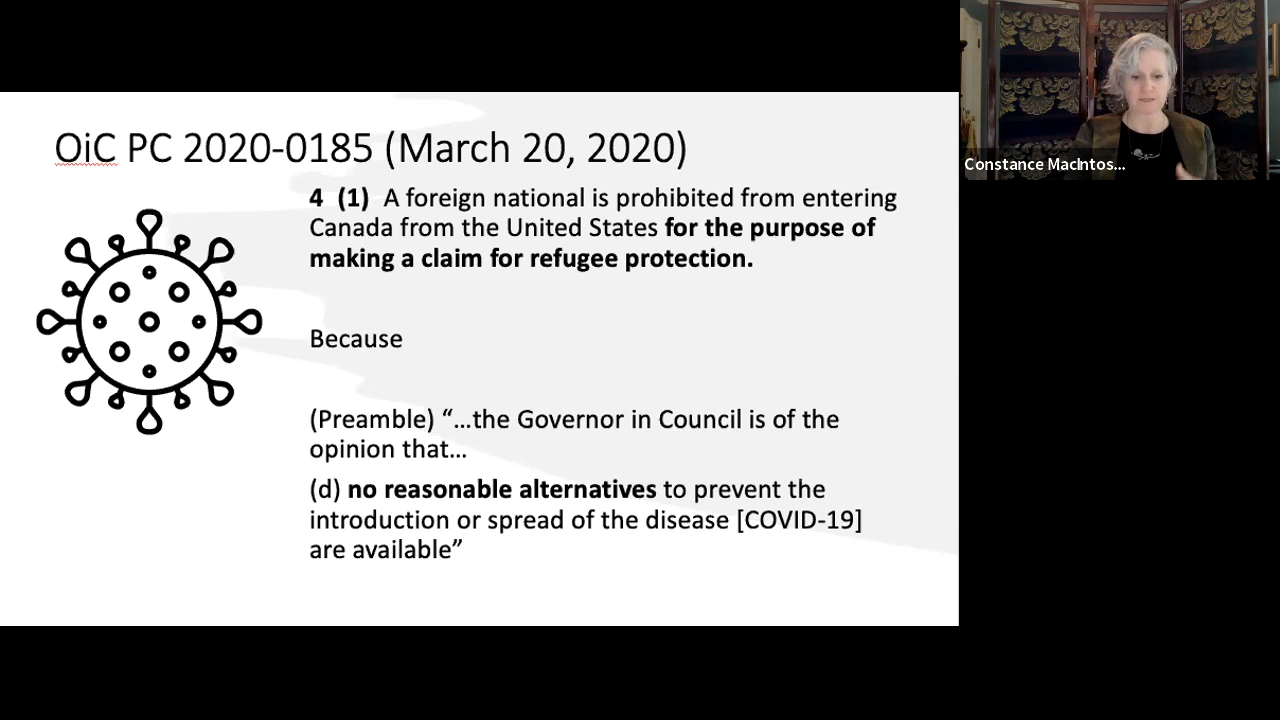 OiC PC 2020-0185 (March 20, 2020)
4 (1) A foreign national is prohibited from entering
Canada from the United States for the purpose of
making a claim for refugee protection.
Because
(Preamble) “…the Governor in Council is of the
opinion that…
(d) no reasonable alternatives to prevent the
introduction or spread of the disease [COVID-19]
are available”
Constance MacIntos...